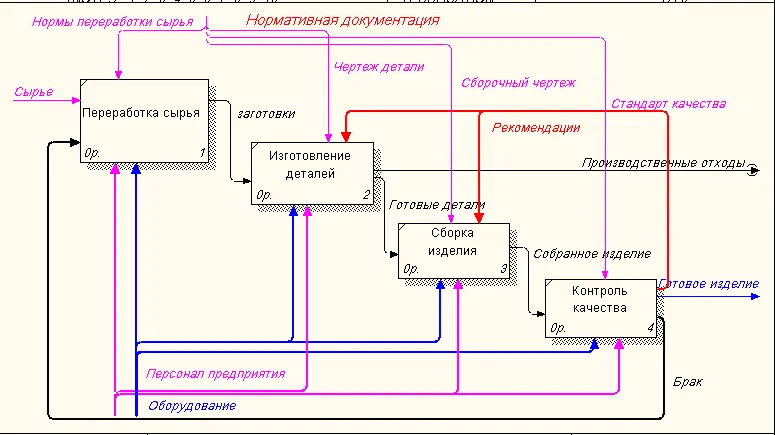 Нормы переработки сырья
Нормативная документация
Чертеж детали
Сборочный чертеж
Стандарт качества
Сырье
Переработка сырья
0р.
1
заготовки
Рекомендации
Изготовление
деталей
0р.
2
Производственные отходы
Готовые детали
Сборка
изделия
0р.
3
Собранное изделие
Готовое изделие
Контроль
качества
0р.
4
Персонал предприятия
Оборудование
Брак